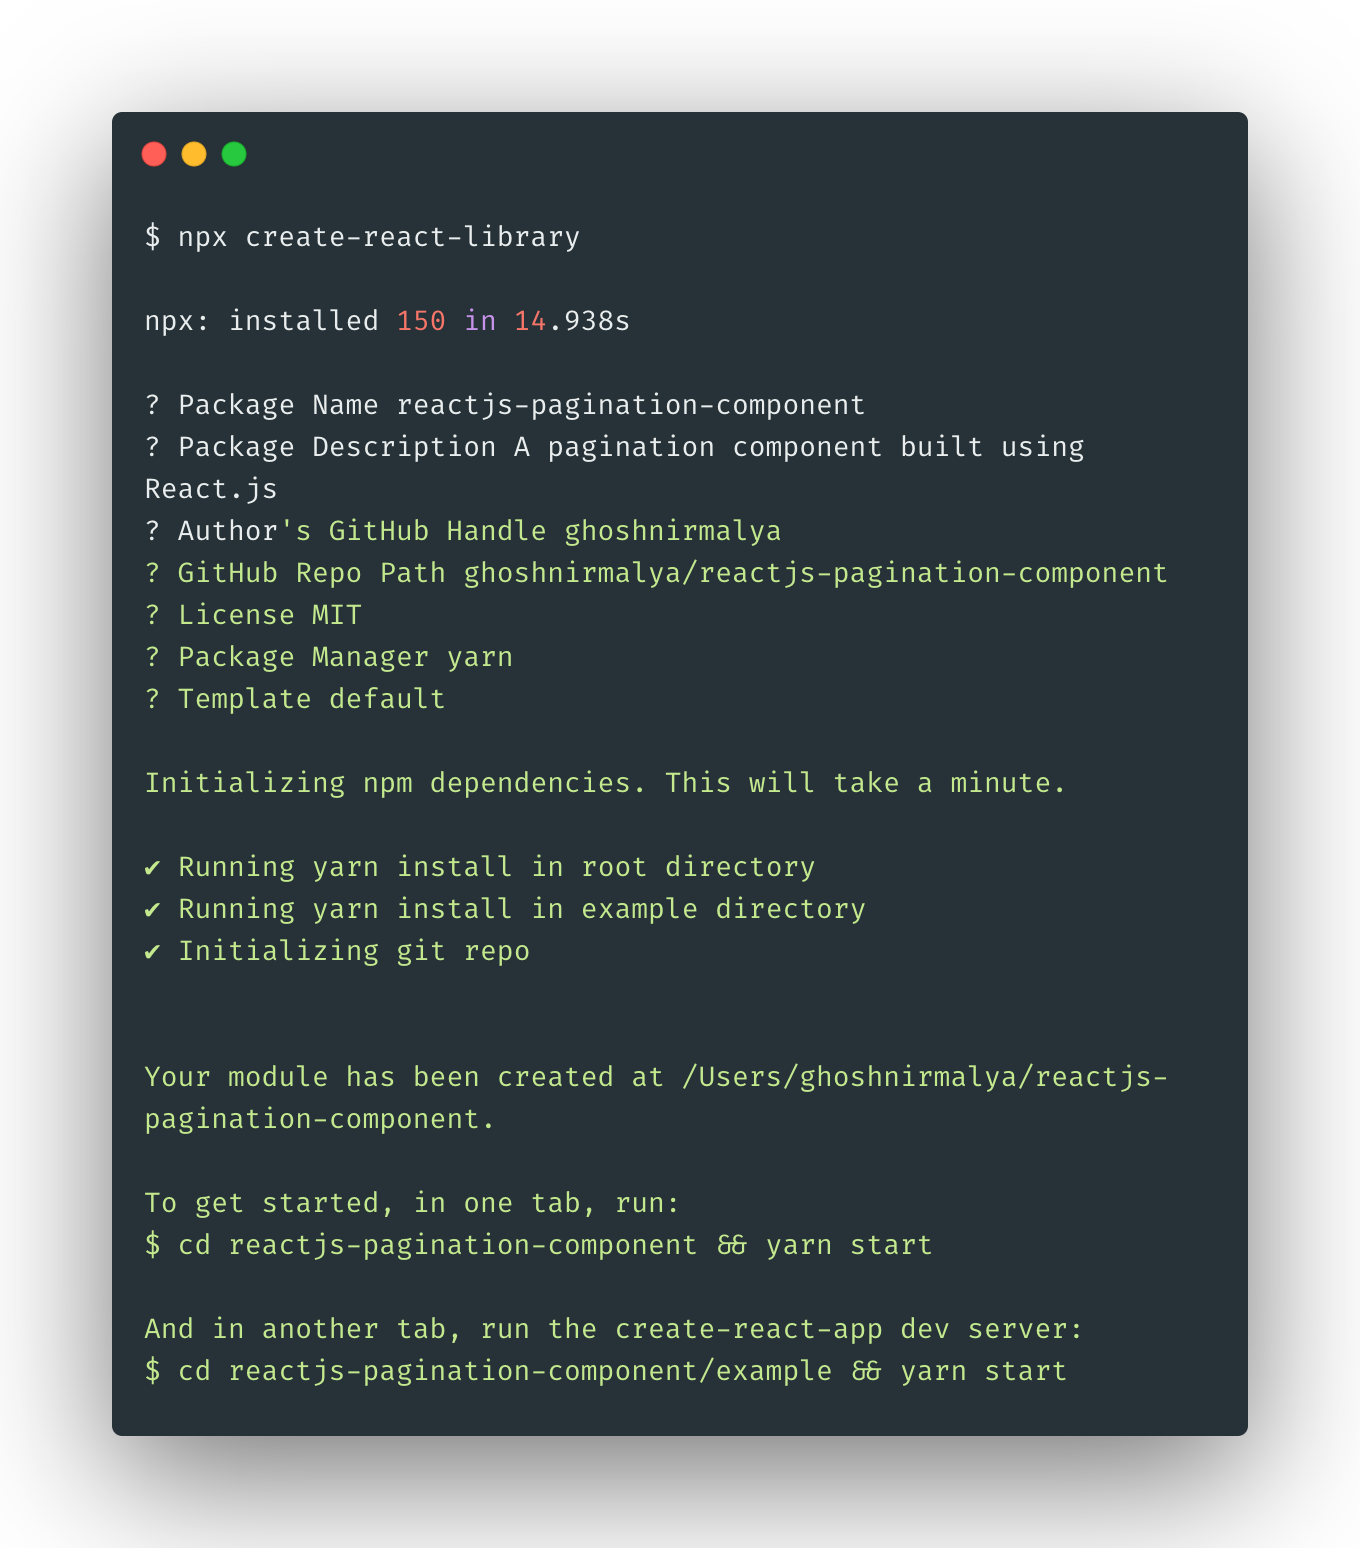 $ npx create-react-library
npx: installed 150 in 14.938s
? Package Name reactjs-pagination-component
? Package Description A pagination component built using
React.js
? Author's GitHub Handle ghoshnirmalya
? GitHub Repo Path ghoshnirmalya/reactjs-pagination-component
? License MIT
? Package Manager yarn
? Template default
Initializing npm dependencies. This will take a minute.
✔ Running yarn install in root directory
✔ Running yarn install in example directory
✔ Initializing git repo
Your module has been created at /Users/ghoshnirmalya/reactjs-
pagination-component.
To get started, in one tab, run:
$ cd reactjs-pagination-component && yarn start
And in another tab, run the create-react-app dev server:
$ cd reactjs-pagination-component/example && yarn start